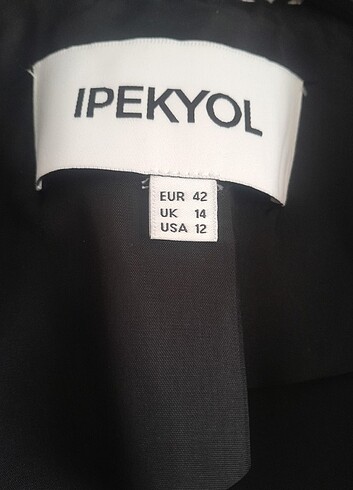 IPEKYOL
EUR 42
UK 14
USA 12